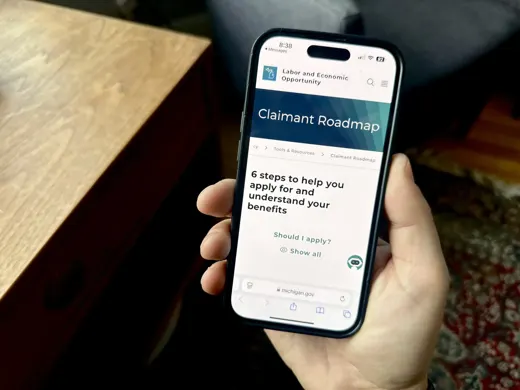 8:38
Messages
Labor and Economic
Opportunity
Claimant Roadmap
Tools & Resources > Claimant Roadmap
6 steps to help you
apply for and
understand your
benefits
Should I apply?
Show all
michigan.gov